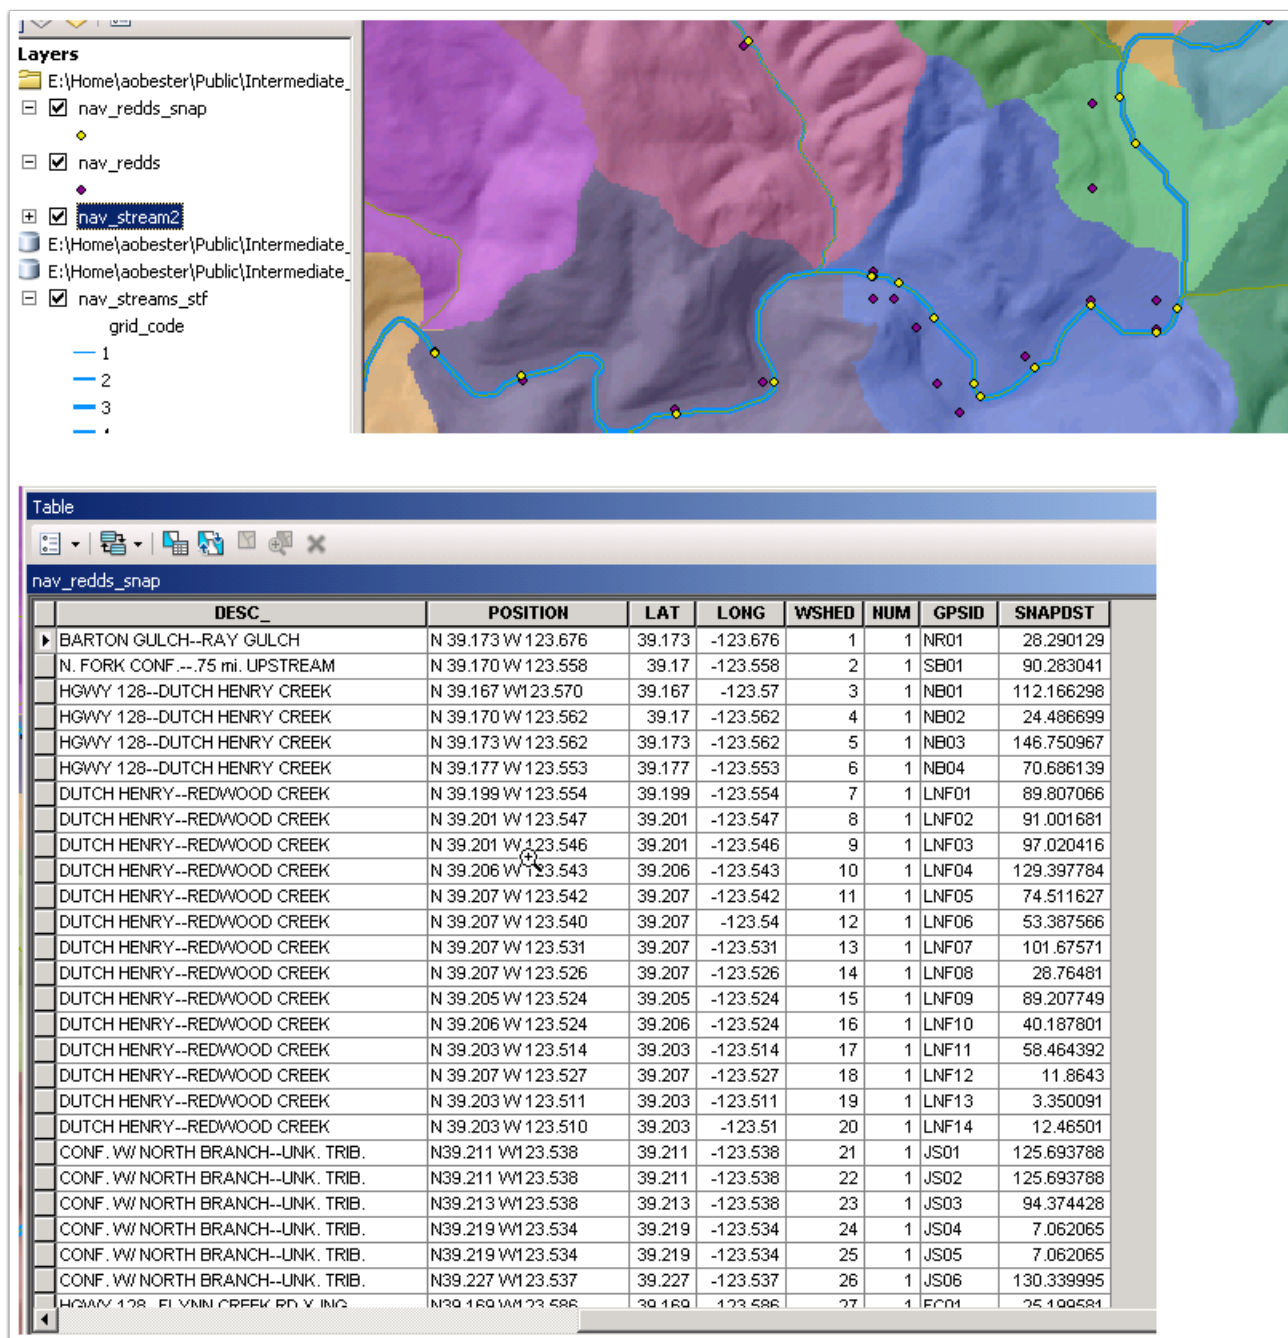 Layers
E:\Home\aobester\Public\Intermediate_
nav_redds_snap
nav_redds
nav_stream2
E:\Home\aobester\Public\Intermediate_
E:\Home\aobester\Public\Intermediate_
nav_streams_stf
grid_code
1
2
3
Table
nav_redds_snap
DESC_ POSITION LAT LONG WSHED NUM GPSID SNAPDST
BARTON GULCH--RAY GULCH N 39.173 W 123.676 39.173 -123.676 1 1 NR01 28.290129
N. FORK CONF.--.75 mi. UPSTREAM N 39.170 W 123.558 39.17 -123.558 2 1 SB01 90.283041
HGWY 128--DUTCH HENRY CREEK N 39.167 W123.570 39.167 -123.57 3 1 NB01 112.166298
HGWY 128--DUTCH HENRY CREEK N 39.170 W 123.562 39.17 -123.562 4 1 NB02 24.486699
HGWY 128--DUTCH HENRY CREEK N 39.173 W 123.562 39.173 -123.562 5 1 NB03 146.750967
HGWY 128--DUTCH HENRY CREEK N 39.177 W 123.553 39.177 -123.553 6 1 NB04 70.686139
DUTCH HENRY--REDWOOD CREEK N 39.199 W 123.554 39.199 -123.554 7 1 LNF01 89.807066
DUTCH HENRY--REDWOOD CREEK N 39.201 W 123.547 39.201 -123.547 8 1 LNF02 91.001681
DUTCH HENRY--REDWOOD CREEK N 39.201 W 123.546 39.201 -123.546 9 1 LNF03 97.020416
DUTCH HENRY--REDWOOD CREEK N 39.206 W 123.543 39.206 -123.543 10 1 LNF04 129.397784
DUTCH HENRY--REDWOOD CREEK N 39.207 W 123.542 39.207 -123.542 11 1 LNF05 74.511627
DUTCH HENRY--REDWOOD CREEK N 39.207 W 123.540 39.207 -123.54 12 1 LNF06 53.387566
DUTCH HENRY--REDWOOD CREEK N 39.207 W 123.531 39.207 -123.531 13 1 LNF07 101.67571
DUTCH HENRY--REDWOOD CREEK N 39.207 W 123.526 39.207 -123.526 14 1 LNF08 28.76481
DUTCH HENRY--REDWOOD CREEK N 39.205 W 123.524 39.205 -123.524 15 1 LNF09 89.207749
DUTCH HENRY--REDWOOD CREEK N 39.206 W 123.524 39.206 -123.524 16 1 LNF10 40.187801
DUTCH HENRY--REDWOOD CREEK N 39.203 W 123.514 39.203 -123.514 17 1 LNF11 58.464392
DUTCH HENRY--REDWOOD CREEK N 39.207 W 123.527 39.207 -123.527 18 1 LNF12 11.8643
DUTCH HENRY--REDWOOD CREEK N 39.203 W 123.511 39.203 -123.511 19 1 LNF13 3.350091
DUTCH HENRY--REDWOOD CREEK N 39.203 W 123.510 39.203 -123.51 20 1 LNF14 12.46501
CONF. W/ NORTH BRANCH--UNK. TRIB. N39.211 W123.538 39.211 -123.538 21 1 JS01 125.693788
CONF. W/ NORTH BRANCH--UNK. TRIB. N39.211 W123.538 39.211 -123.538 22 1 JS02 125.693788
CONF. W/ NORTH BRANCH--UNK. TRIB. N39.213 W123.538 39.213 -123.538 23 1 JS03 94.374428
CONF. W/ NORTH BRANCH--UNK. TRIB. N39.219 W123.534 39.219 -123.534 24 1 JS04 7.062065
CONF. W/ NORTH BRANCH--UNK. TRIB. N39.219 W123.534 39.219 -123.534 25 1 JS05 7.062065
CONF. W/ NORTH BRANCH--UNK. TRIB. N39.227 W123.537 39.227 -123.537 26 1 JS06 130.339995
HGWY 128--FLYNN CREEK RD X-ING N39.169 W123.586 39.169 -123.586 27 1 FC01 25.199581